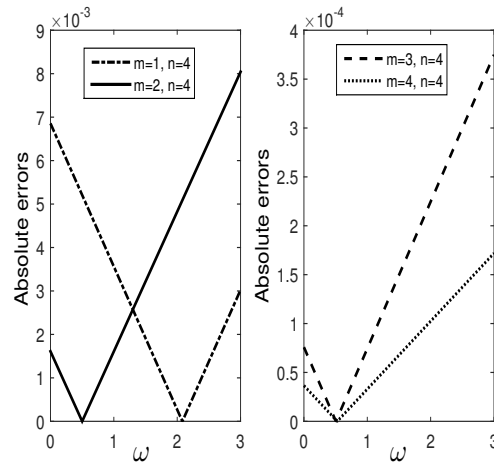 ×10⁻³
9
8
7
6
5
4
3
2
1
0
Absolute errors
m=1, n=4
m=2, n=4
0 1 2 3
ω
×10⁻⁴
4
3.5
3
2.5
2
1.5
1
0.5
0
Absolute errors
m=3, n=4
m=4, n=4
0 1 2 3
ω